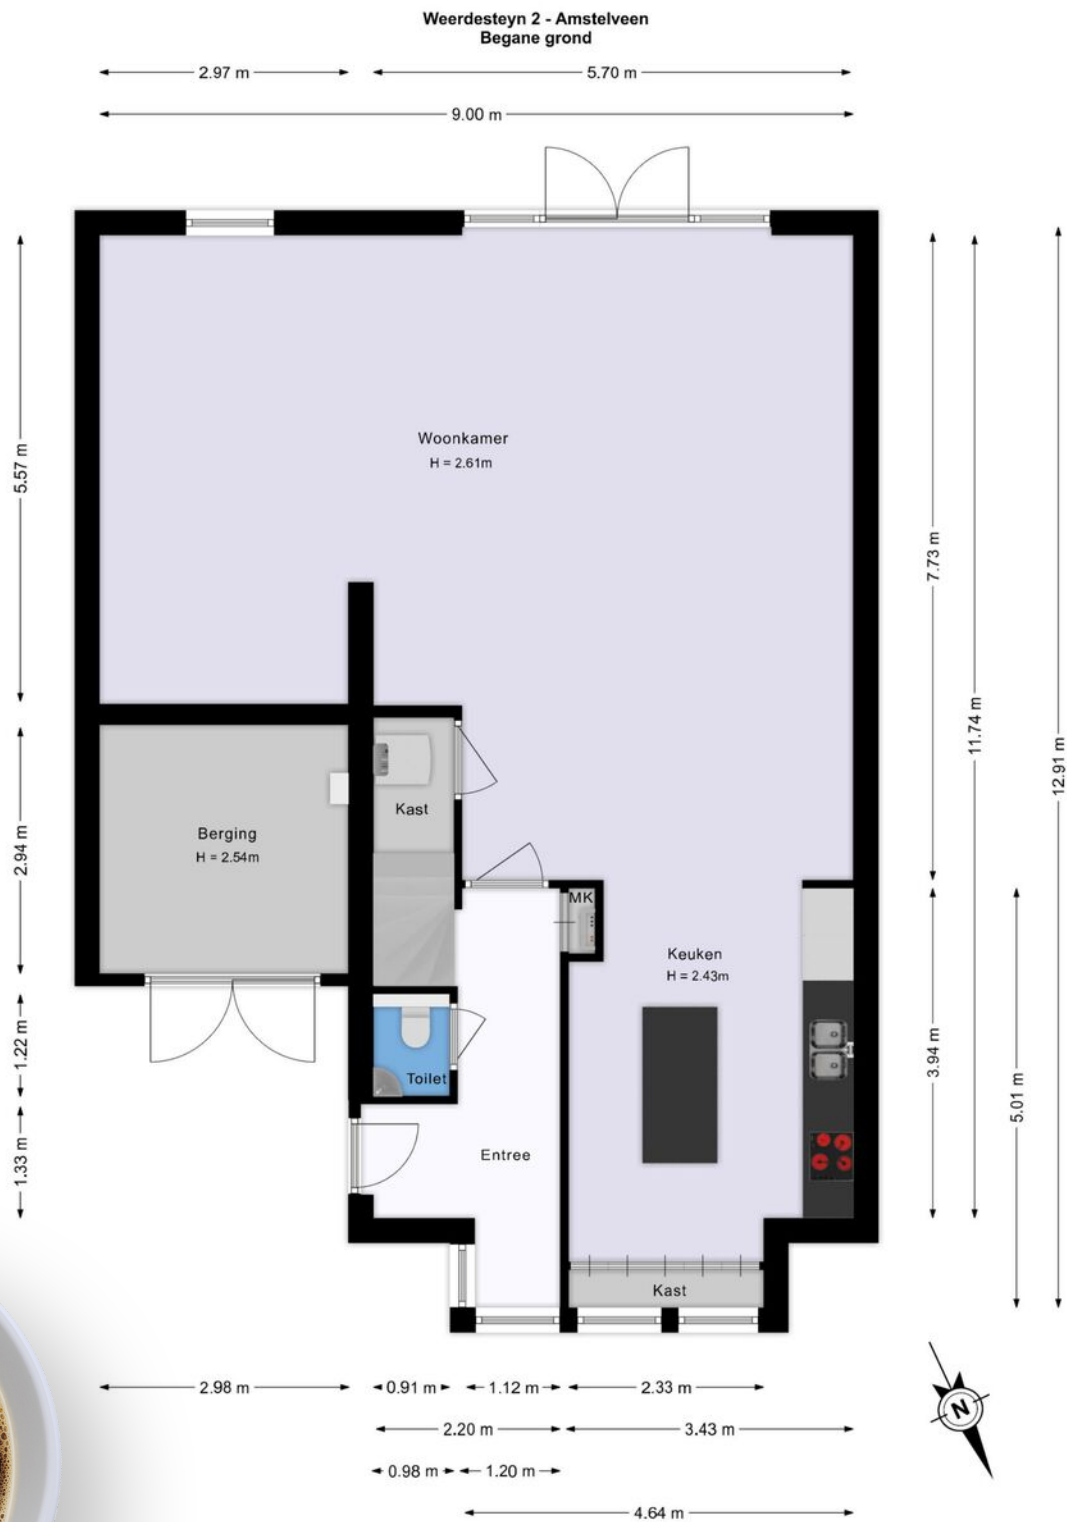 Weerdesteyn 2 - Amstelveen
Begane grond
2.97 m
5.70 m
9.00 m
5.57 m
2.94 m
1.22 m
1.33 m
Woonkamer
H = 2.61m
7.73 m
11.74 m
12.91 m
Kast
Berging
H = 2.54m
MK
Keuken
H = 2.43m
3.94 m
5.01 m
Toilet
Entree
Kast
2.98 m
0.91 m
1.12 m
2.33 m
2.20 m
3.43 m
0.98 m
1.20 m
4.64 m
N